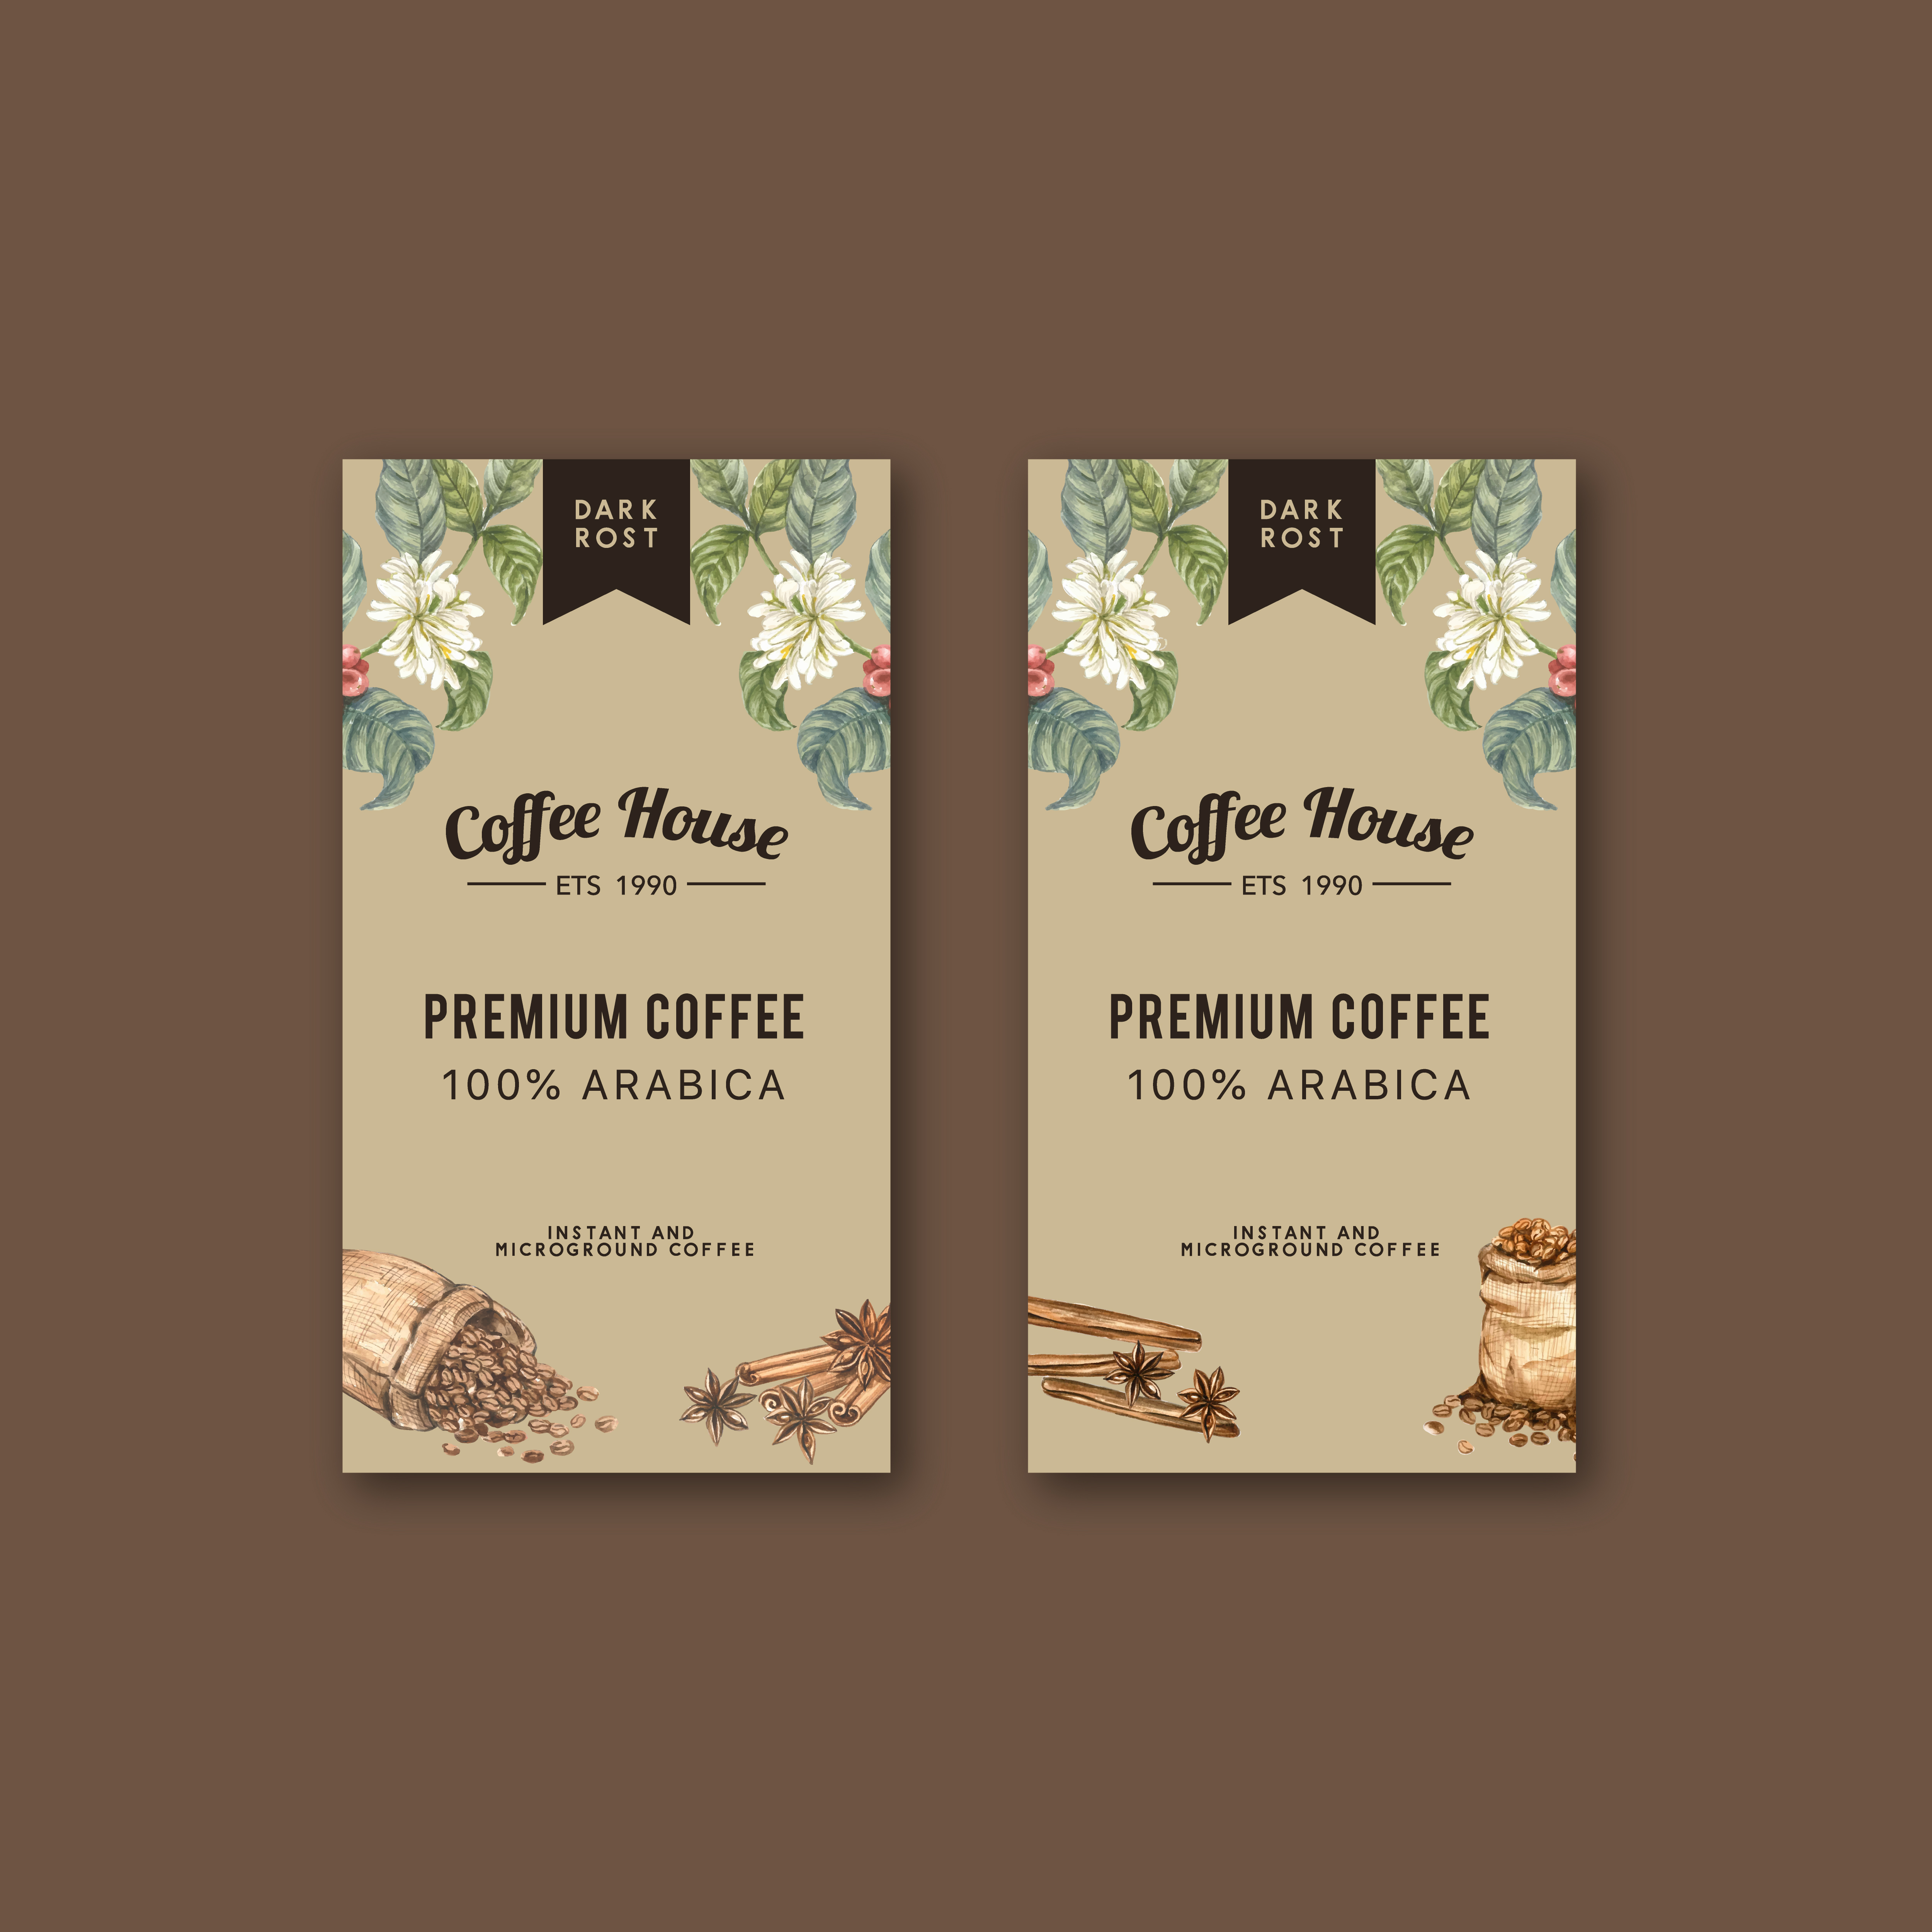 DARK
ROST
Coffee House
ETS 1990
PREMIUM COFFEE
100% ARABICA
INSTANT AND
MICROGROUND COFFEE
DARK
ROST
Coffee House
ETS 1990
PREMIUM COFFEE
100% ARABICA
INSTANT AND
MICROGROUND COFFEE